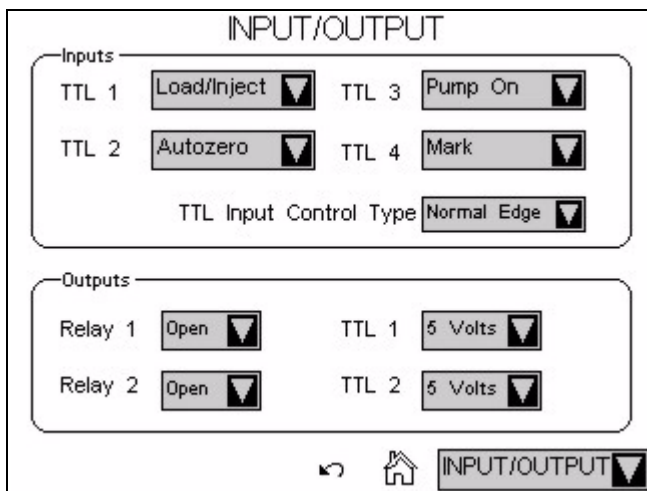 INPUT/OUTPUT
Inputs
TTL 1 Load/Inject TTL 3 Pump On
TTL 2 Autozero TTL 4 Mark
TTL Input Control Type Normal Edge
Outputs
Relay 1 Open TTL 1 5 Volts
Relay 2 Open TTL 2 5 Volts
INPUT/OUTPUT